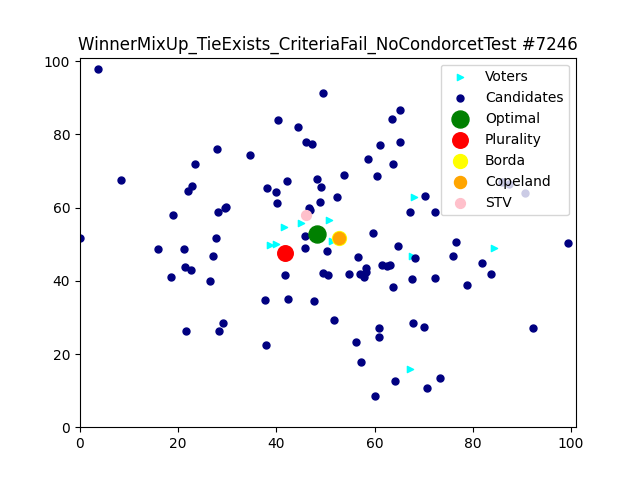 WinnerMixUp_TieExists_CriteriaFail_NoCondorcetTest #7246
100
80
60
40
20
0
0
20
40
60
80
100
Voters
Candidates
Optimal
Plurality
Borda
Copeland
STV